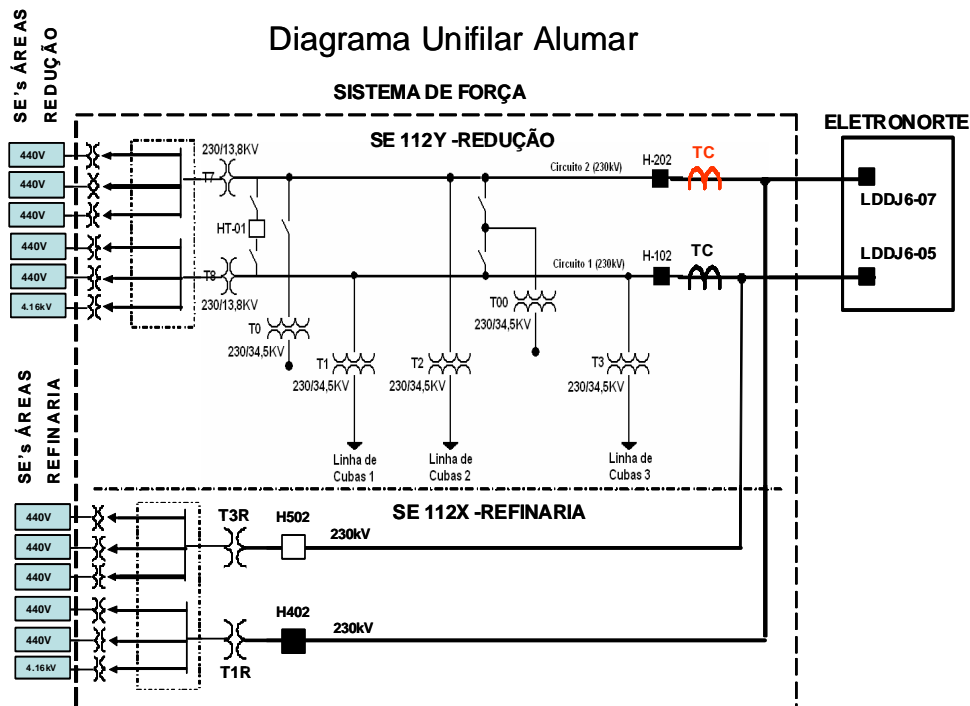 Diagrama Unifilar Alumar
SE's ÁREAS
REDUÇÃO
SISTEMA DE FORÇA
ELETRONORTE
SE 112Y -REDUÇÃO
440V
440V
440V
440V
440V
4.16kV
230/13,8KV
T7
HT-01
T8
230/13,8KV
Circuito 2 (230kV)
H-202
TC
LDDJ6-07
Circuito 1 (230kV)
H-102
TC
LDDJ6-05
T0
230/34,5KV
T00
230/34,5KV
T1
230/34.5KV
T2
230/34,5KV
T3
230/34,5KV
Linha de
Cubas 1
Linha de
Cubas 2
Linha de
Cubas 3
SE's ÁREAS
REFINARIA
SE 112X -REFINARIA
440V
440V
440V
440V
440V
4.16kV
T3R
H502
230kV
H402
230kV
T1R